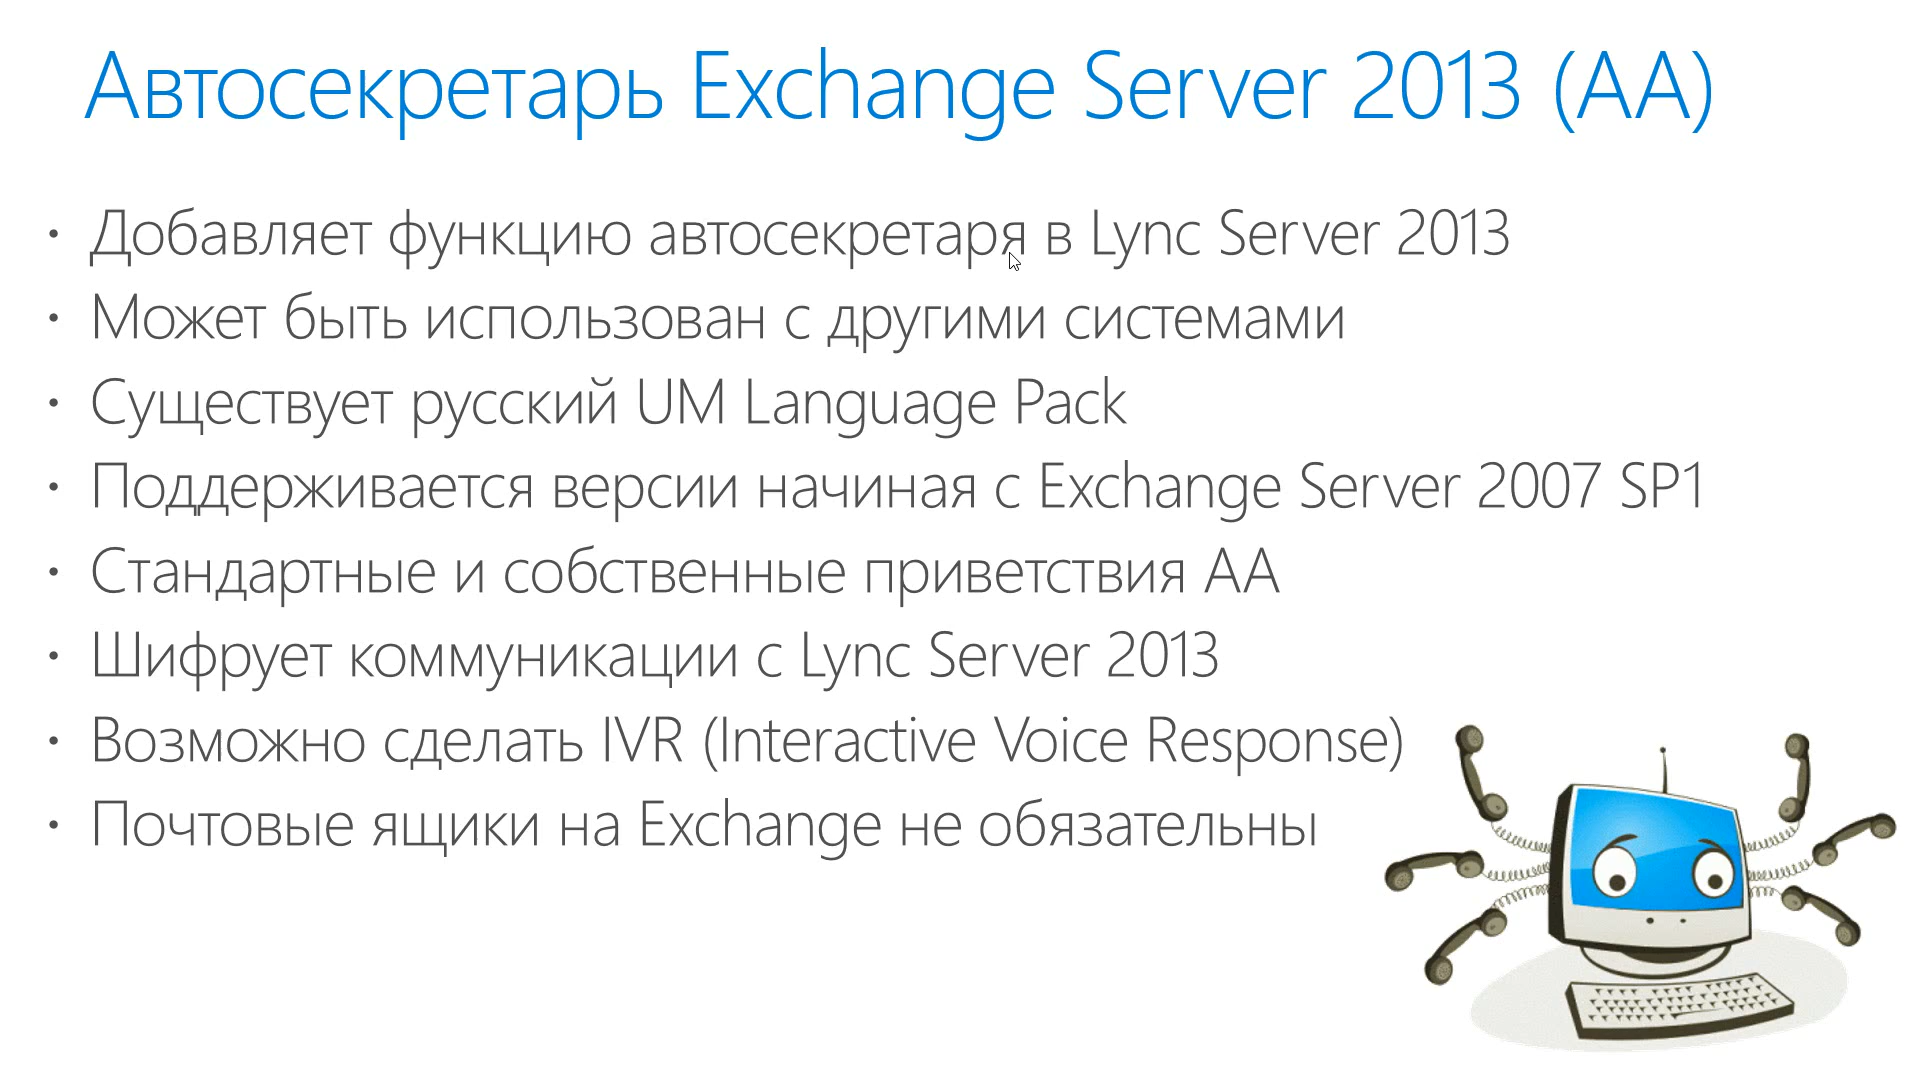 Автосекретарь Exchange Server 2013 (AA)
• Добавляет функцию автосекретаря в Lync Server 2013
• Может быть использован с другими системами
• Существует русский UM Language Pack
• Поддерживается версии начиная с Exchange Server 2007 SP1
• Стандартные и собственные приветствия АА
• Шифрует коммуникации с Lync Server 2013
• Возможно сделать IVR (Interactive Voice Response)
• Почтовые ящики на Exchange не обязательны